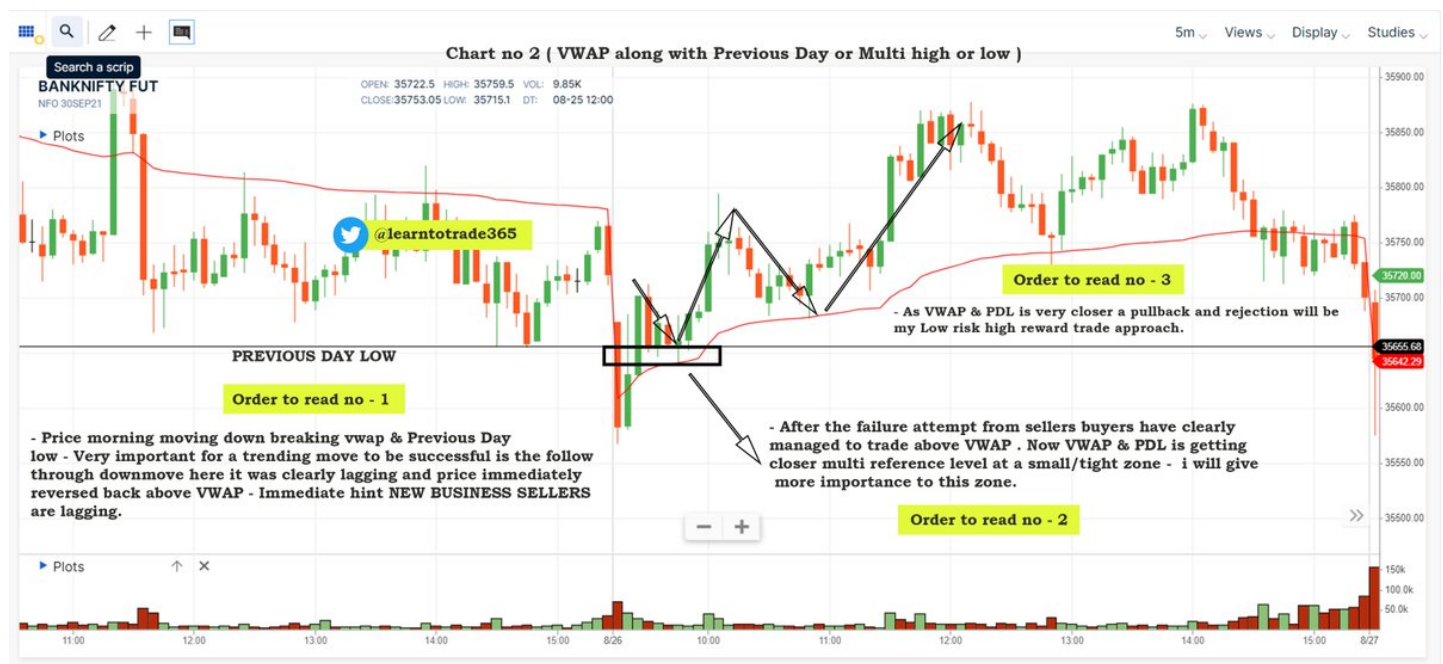 5m Views Display Studies
Chart no 2 ( VWAP along with Previous Day or Multi high or low )
Search a scrip
BANKNIFTY FUT
NFO 30SEP21
OPEN: 35722.5 HIGH: 35759.5 VOL: 9.85K
CLOSE:35753.05 LOW: 35715.1 DT: 08-25 12:00
Plots
@learntotrade365
PREVIOUS DAY LOW
Order to read no - 1
- Price morning moving down breaking vwap & Previous Day
low - Very important for a trending move to be successful is the follow
through downmove here it was clearly lagging and price immediately
reversed back above VWAP - Immediate hint NEW BUSINESS SELLERS
are lagging.
Order to read no - 3
- As VWAP & PDL is very closer a pullback and rejection will be
my Low risk high reward trade approach.
- After the failure attempt from sellers buyers have clearly
managed to trade above VWAP . Now VWAP & PDL is getting
closer multi reference level at a small/tight zone - i will give
more importance to this zone.
Order to read no - 2
35900.00
35850.00
35800.00
35750.00
35720.00
35700.00
35655.68
35642.29
35600.00
35550.00
35500.00
Plots
150k
100.0k
50.0k
11:00 12:00 13:00 14:00 15:00 8/26 10:00 11:00 12:00 13:00 14:00 15:00 8/27